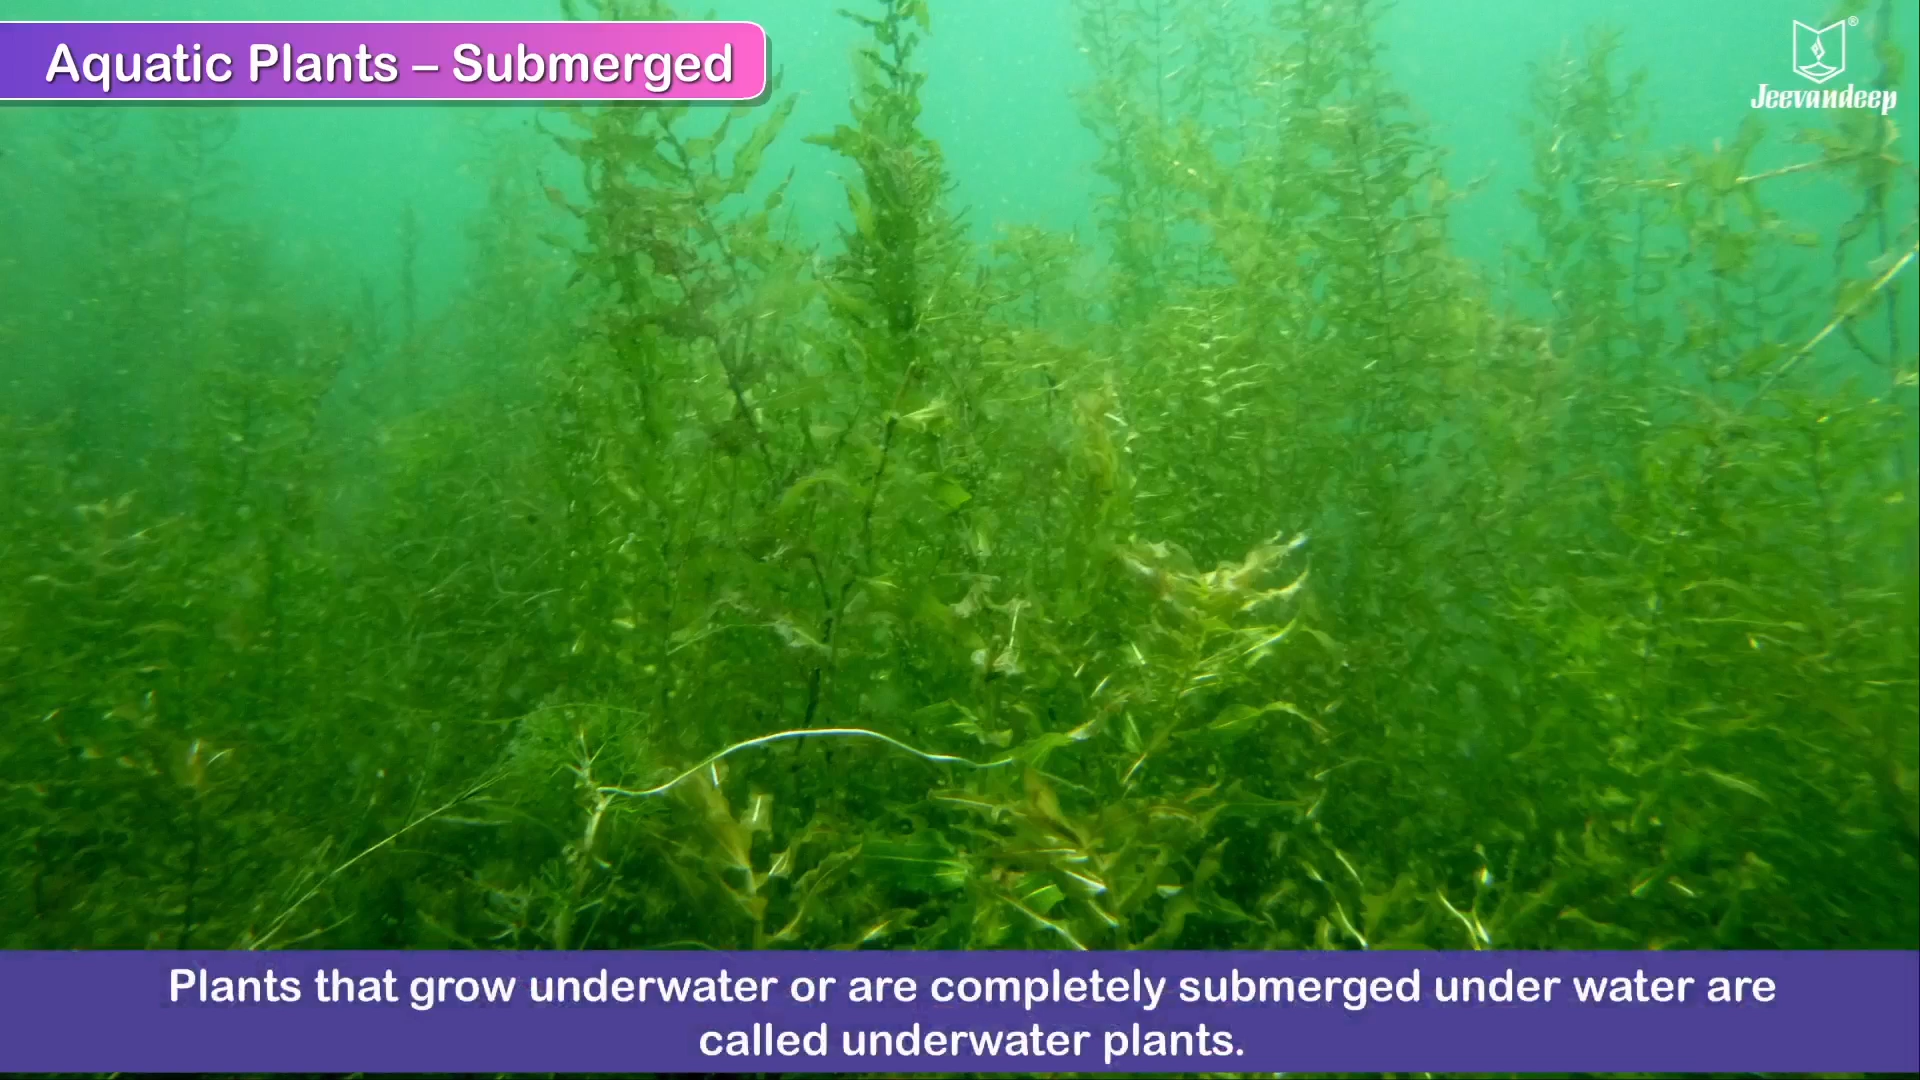 Aquatic Plants – Submerged
Jeevandeep®
Plants that grow underwater or are completely submerged under water are
called underwater plants.